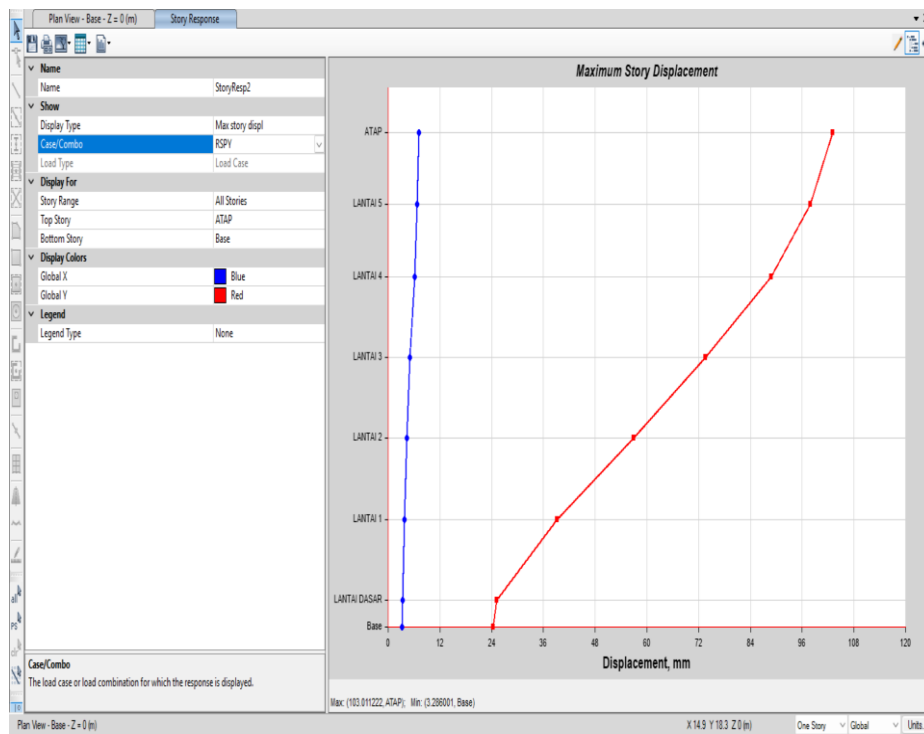 Plan View - Base - Z = 0 (m)
Story Response
Name
Name StoryResp2
Show
Display Type Max story displ
Case/Combo RSPY
Load Type Load Case
Display For
Story Range All Stories
Top Story ATAP
Bottom Story Base
Display Colors
Global X Blue
Global Y Red
Legend
Legend Type None
Case/Combo
The load case or load combination for which the response is displayed.
Maximum Story Displacement
ATAP
LANTAI 5
LANTAI 4
LANTAI 3
LANTAI 2
LANTAI 1
LANTAI DASAR
Base
0 12 24 36 48 60 72 84 96 108 120
Displacement, mm
Max: (103.011222, ATAP); Min: (3.286001, Base)
Plan View - Base - Z = 0 (m)
X 14.9 Y 18.3 Z 0 (m)
One Story
Global
Units.